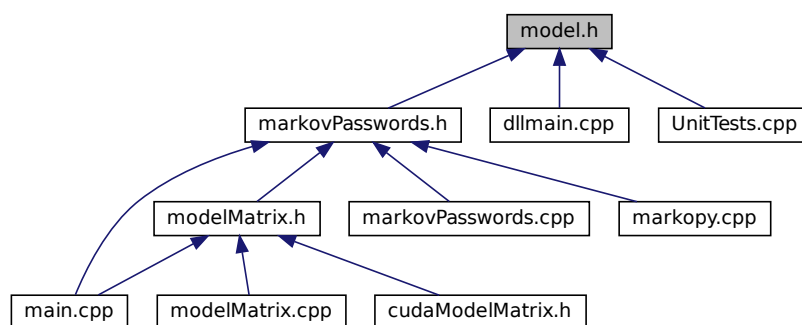 model.h
markovPasswords.h
dllmain.cpp
UnitTests.cpp
modelMatrix.h
markovPasswords.cpp
markopy.cpp
main.cpp
modelMatrix.cpp
cudaModelMatrix.h